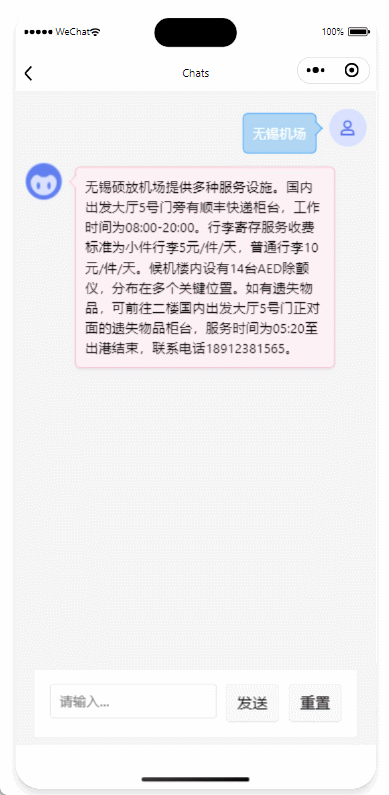 WeChat
100%
Chats
无锡机场
无锡硕放机场提供多种服务设施。国内
出发大厅5号门旁有顺丰快递柜台，工作
时间为08:00-20:00。行李寄存服务收费
标准为小件行李5元/件/天，普通行李10
元/件/天。候机楼内设有14台AED除颤
仪，分布在多个关键位置。如有遗失物
品，可前往二楼国内出发大厅5号门正对
面的遗失物品柜台，服务时间为05:20至
出港结束，联系电话18912381565。
请输入...
发送
重置